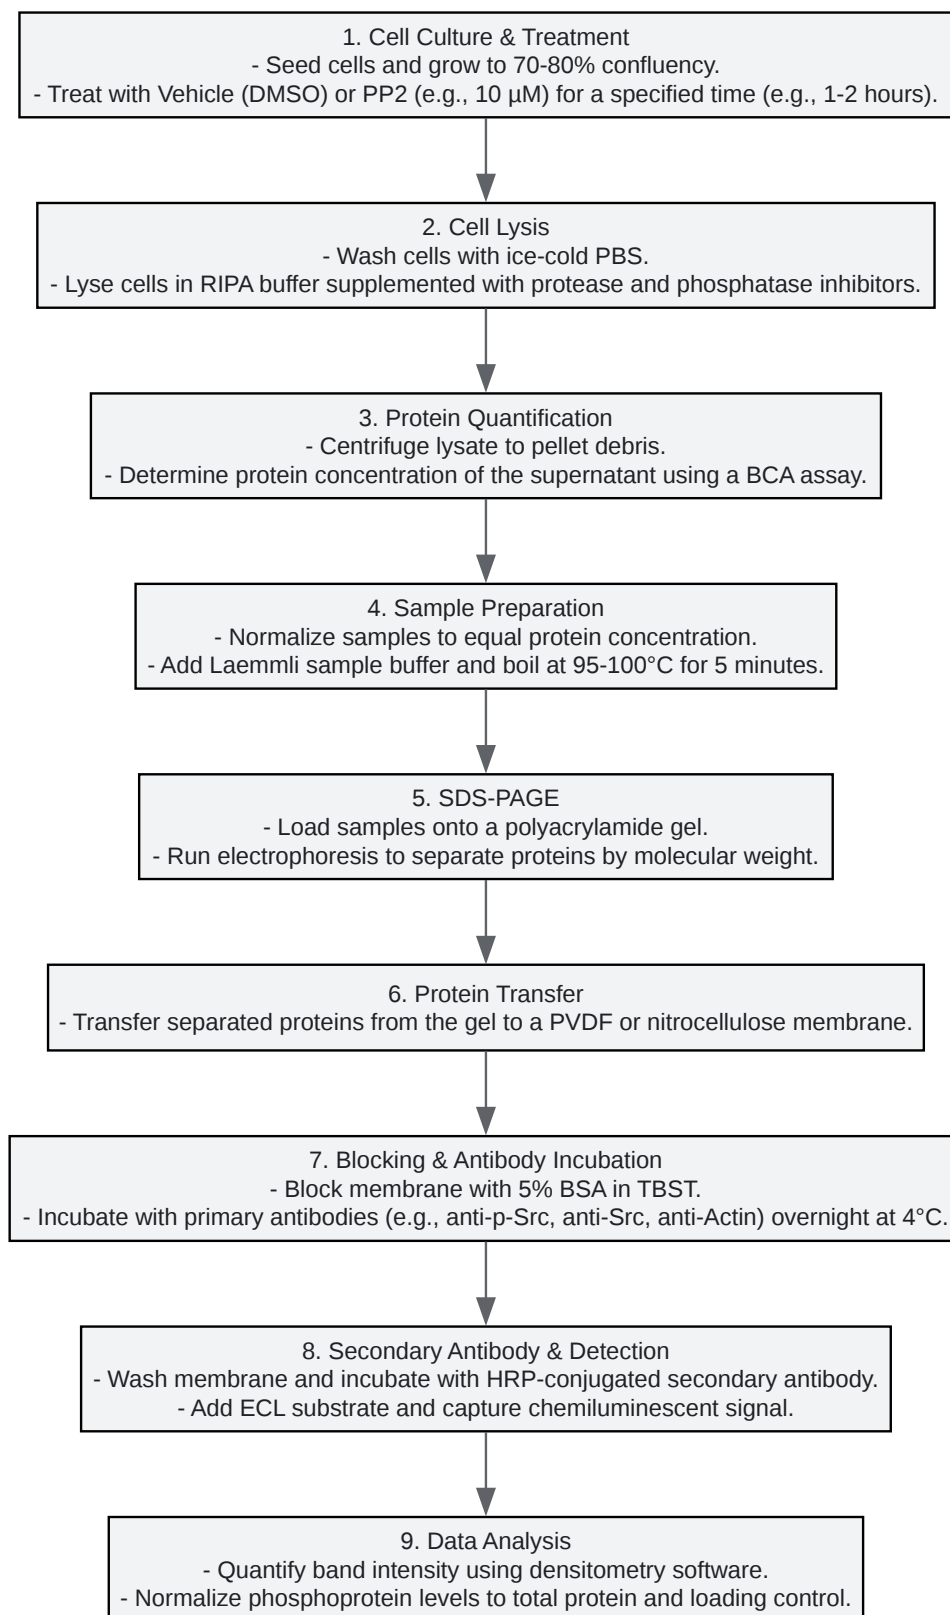 1. Cell Culture & Treatment
- Seed cells and grow to 70-80% confluency.
- Treat with Vehicle (DMSO) or PP2 (e.g., 10 µM) for a specified time (e.g., 1-2 hours).
2. Cell Lysis
- Wash cells with ice-cold PBS.
- Lyse cells in RIPA buffer supplemented with protease and phosphatase inhibitors.
3. Protein Quantification
- Centrifuge lysate to pellet debris.
- Determine protein concentration of the supernatant using a BCA assay.
4. Sample Preparation
- Normalize samples to equal protein concentration.
- Add Laemmli sample buffer and boil at 95-100°C for 5 minutes.
5. SDS-PAGE
- Load samples onto a polyacrylamide gel.
- Run electrophoresis to separate proteins by molecular weight.
6. Protein Transfer
- Transfer separated proteins from the gel to a PVDF or nitrocellulose membrane.
7. Blocking & Antibody Incubation
- Block membrane with 5% BSA in TBST.
- Incubate with primary antibodies (e.g., anti-p-Src, anti-Src, anti-Actin) overnight at 4°C.
8. Secondary Antibody & Detection
- Wash membrane and incubate with HRP-conjugated secondary antibody.
- Add ECL substrate and capture chemiluminescent signal.
9. Data Analysis
- Quantify band intensity using densitometry software.
- Normalize phosphoprotein levels to total protein and loading control.